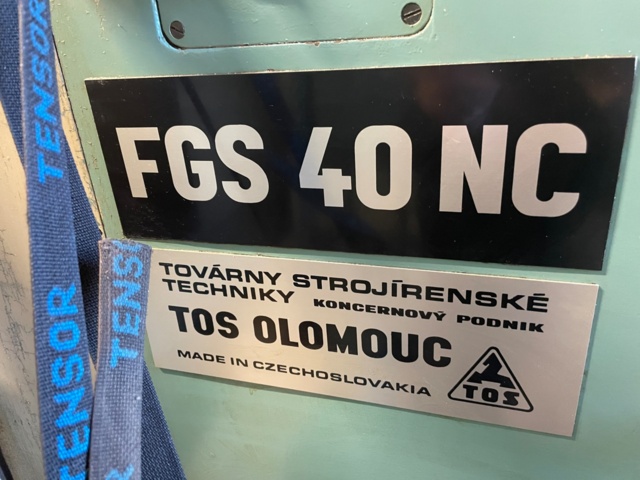 FGS 40 NC
TOVÁRNY STROJÍRENSKÉ
TECHNIKY KONCERNOVÝ PODNIK
TOS OLOMOUC
MADE IN CZECHOSLOVAKIA
TOS
TENSOR
TENSOR
TENS